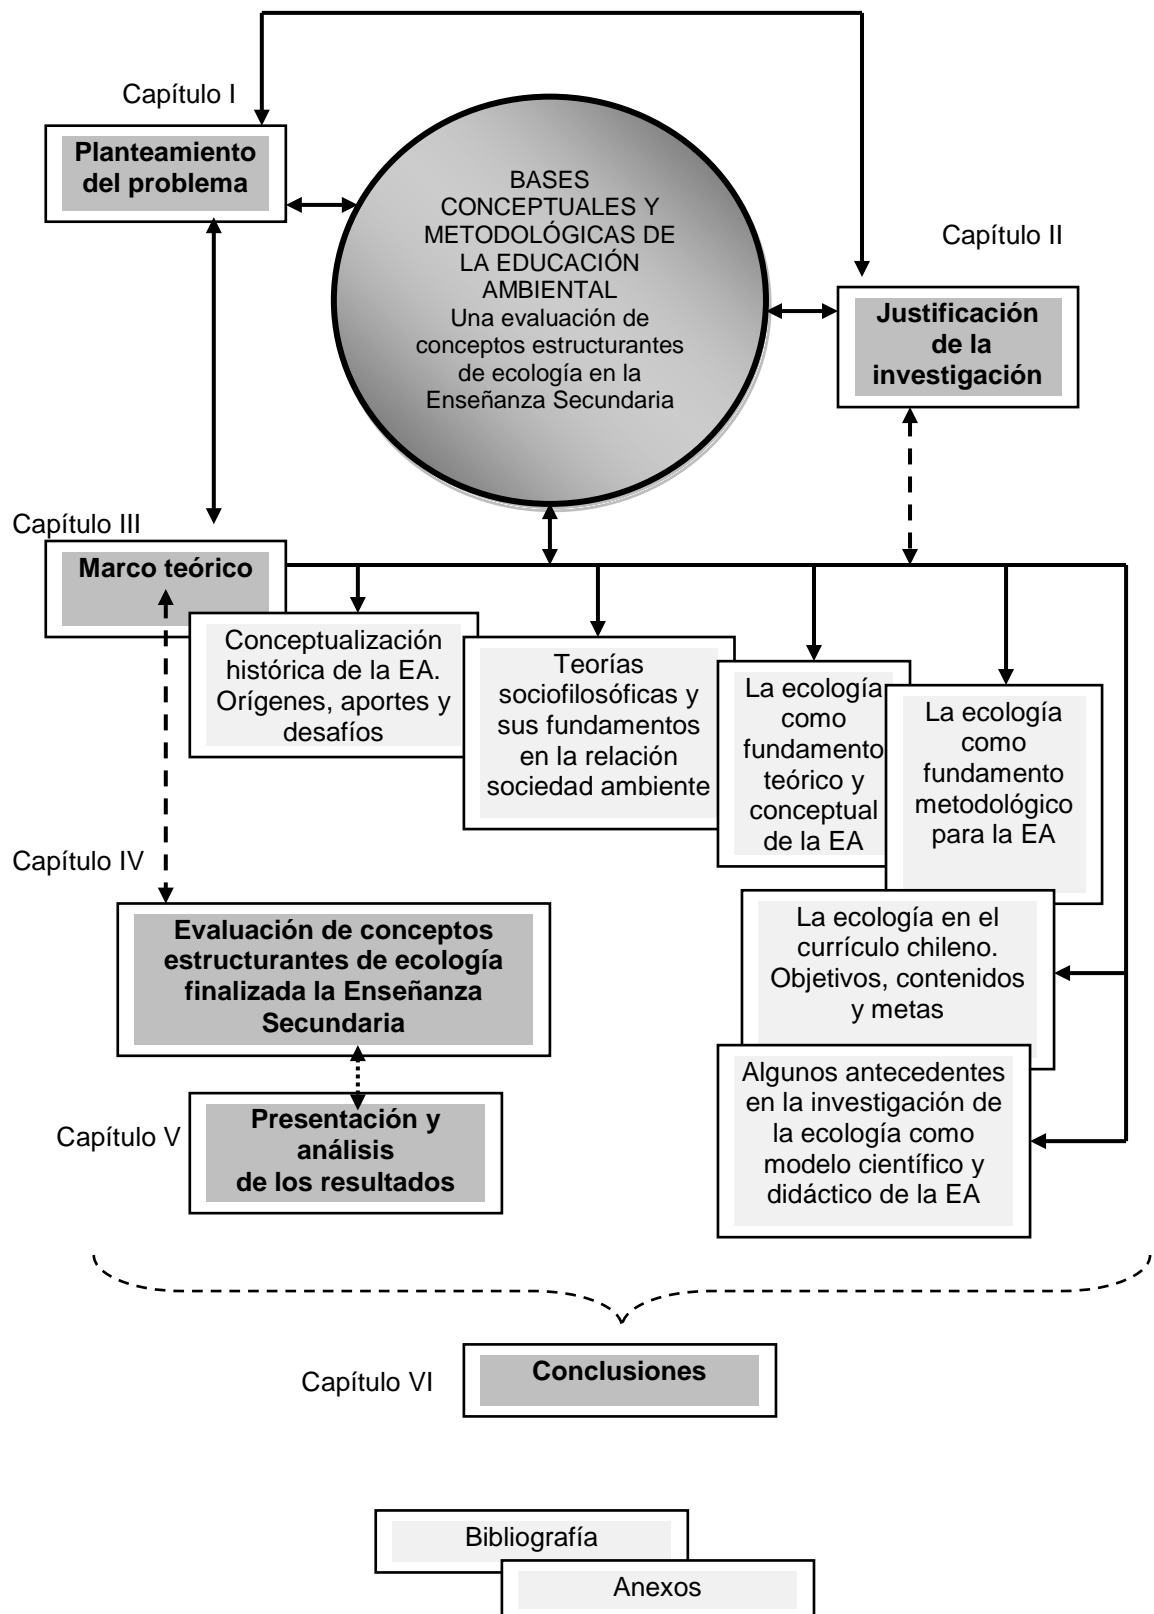 Capítulo I
Planteamiento
del problema
BASES
CONCEPTUALES Y
METODOLÓGICAS DE
LA EDUCACIÓN
AMBIENTAL
Una evaluación de
conceptos estructurantes
de ecología en la
Enseñanza Secundaria
Capítulo II
Justificación
de la
investigación
Capítulo III
Marco teórico
Conceptualización
histórica de la EA.
Orígenes, aportes y
desafíos
Teorías
sociofilosóficas y
sus fundamentos
en la relación
sociedad ambiente
La ecología
como
fundamento
teórico y
conceptual
de la EA
La ecología
como
fundamento
metodológico
para la EA
La ecología en el
currículo chileno.
Objetivos, contenidos
y metas
Algunos antecedentes
en la investigación de
la ecología como
modelo científico y
didáctico de la EA
Capítulo IV
Evaluación de conceptos
estructurantes de ecología
finalizada la Enseñanza
Secundaria
Capítulo V
Presentación y
análisis
de los resultados
Capítulo VI
Conclusiones
Bibliografía
Anexos